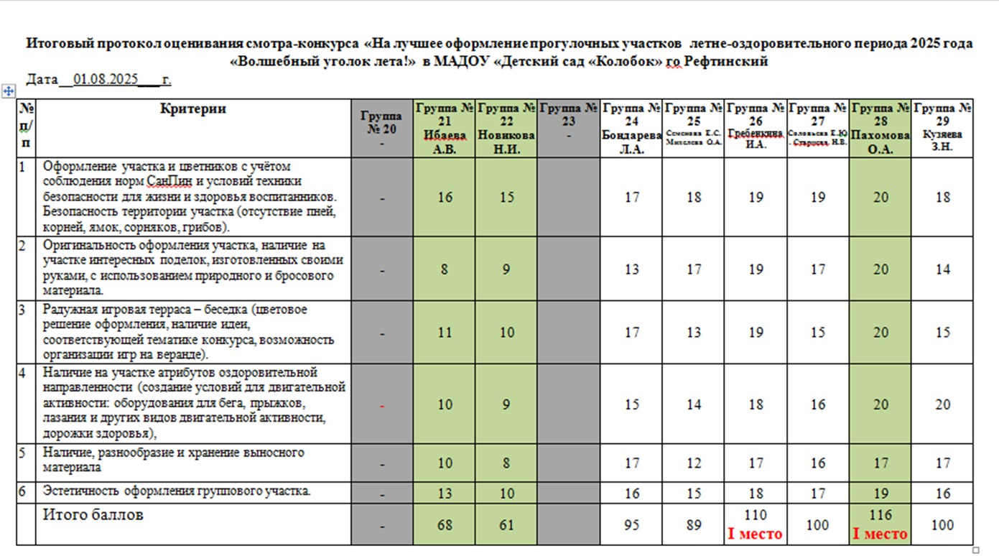 Итоговый протокол оценивания смотра-конкурса «На лучшее оформление прогулочных участков летне-оздоровительного периода 2025 года
«Волшебный уголок лета!» в МАДОУ «Детский сад «Колобок» го Рефтинский
Дата__01.08.2025___г.
№ п/п Критерии Группа № 20 - Группа № 21 Ибаева А.В. Группа № 22 Новикова Н.И. Группа № 23 - Группа № 24 Бондарева Л.А. Группа № 25 Семенова Е.С. Михелева О.А. Группа № 26 Гребенкина И.А. Группа № 27 Соловьева Е.Ю. Н.В. Группа № 28 Пахомова О.А. Группа № 29 Кузяева З.Н.
1 Оформление участка и цветников с учётом
соблюдения норм СанПин и условий техники
безопасности для жизни и здоровья воспитанников.
Безопасность территории участка (отсутствие пней,
корней, ямок, сорняков, грибов).
- 16 15 17 18 19 19 20 18
2 Оригинальность оформления участка, наличие на
участке интересных поделок, изготовленных своими
руками, с использованием природного и бросового
материала.
- 8 9 13 17 19 17 20 14
3 Радужная игровая терраса – беседка (цветовое
решение оформления, наличие идеи,
соответствующей тематике конкурса, возможность
организации игр на веранде).
- 11 10 17 13 19 15 20 15
4 Наличие на участке атрибутов оздоровительной
направленности (создание условий для двигательной
активности: оборудования для бега, прыжков,
лазания и других видов двигательной активности,
дорожки здоровья),
- 10 9 15 14 18 16 20 20
5 Наличие, разнообразие и хранение выносного
материала
- 10 8 17 12 17 16 17 17
6 Эстетичность оформления группового участка.
- 13 10 16 15 18 17 19 16
Итого баллов
- 68 61 95 89 110 I место 100 116 I место 100